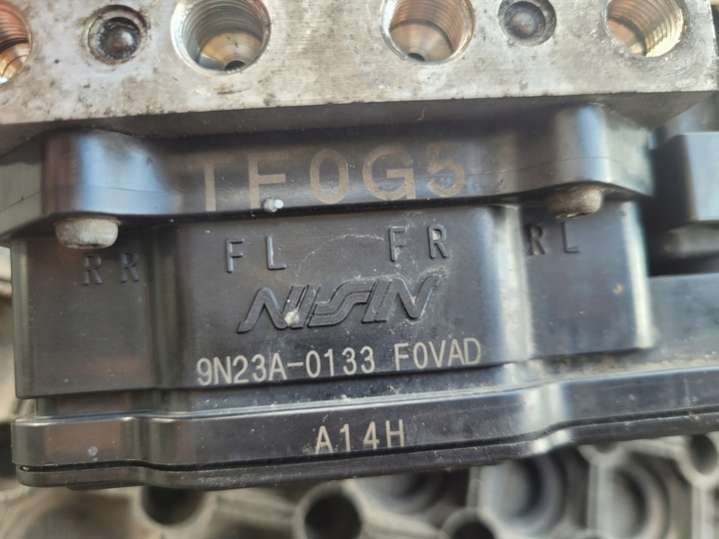 TF0G5
RR FL FR RL
NISSIN
9N23A-0133 F0VAD
A14H